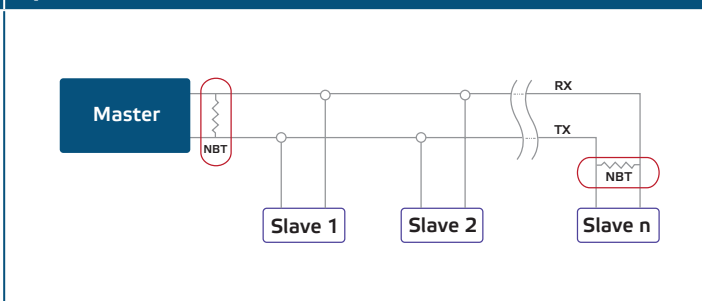 RX
Master
TX
NBT
NBT
Slave 1
Slave 2
Slave n